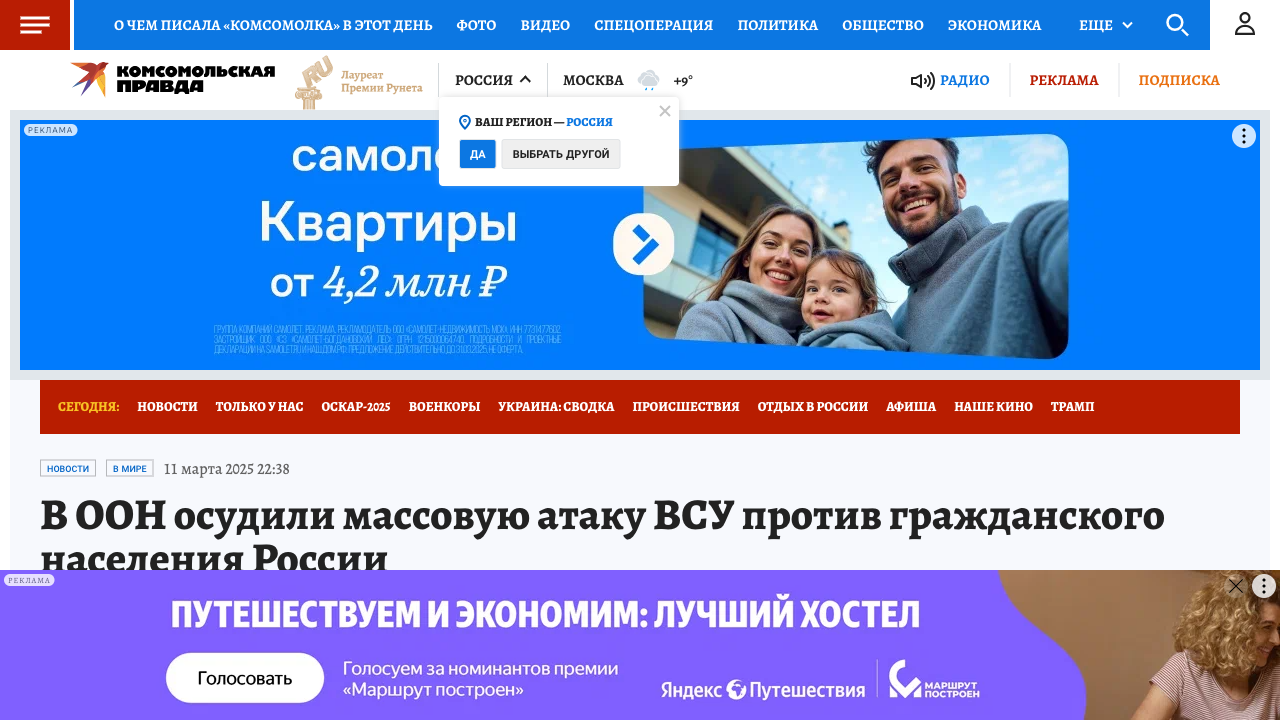 О ЧЕМ ПИСАЛА «КОМСОМОЛКА» В ЭТОТ ДЕНЬ ФОТО ВИДЕО СПЕЦОПЕРАЦИЯ ПОЛИТИКА ОБЩЕСТВО ЭКОНОМИКА ЕЩЕ
КОМСОМОЛЬСКАЯ
ПРАВДА
Лауреат
Премии Рунета
РОССИЯ
МОСКВА
+9°
РАДИО
РЕКЛАМА
ПОДПИСКА
ВАШ РЕГИОН — РОССИЯ
ДА
ВЫБРАТЬ ДРУГОЙ
РЕКЛАМА
самоле
Квартиры
от 4,2 млн ₽
СЕГОДНЯ: НОВОСТИ ТОЛЬКО У НАС ОСКАР-2025 ВОЕНКОРЫ УКРАИНА: СВОДКА ПРОИСШЕСТВИЯ ОТДЫХ В РОССИИ АФИША НАШЕ КИНО ТРАМП
НОВОСТИ В МИРЕ 11 марта 2025 22:38
В ООН осудили массовую атаку ВСУ против гражданского
населения России
РЕКЛАМА
ПУТЕШЕСТВУЕМ И ЭКОНОМИМ: ЛУЧШИЙ ХОСТЕЛ
Голосовать
Голосуем за номинантов премии
«Маршрут построен»
Яндекс Путешествия
МАРШРУТ
ПОСТРОЕН